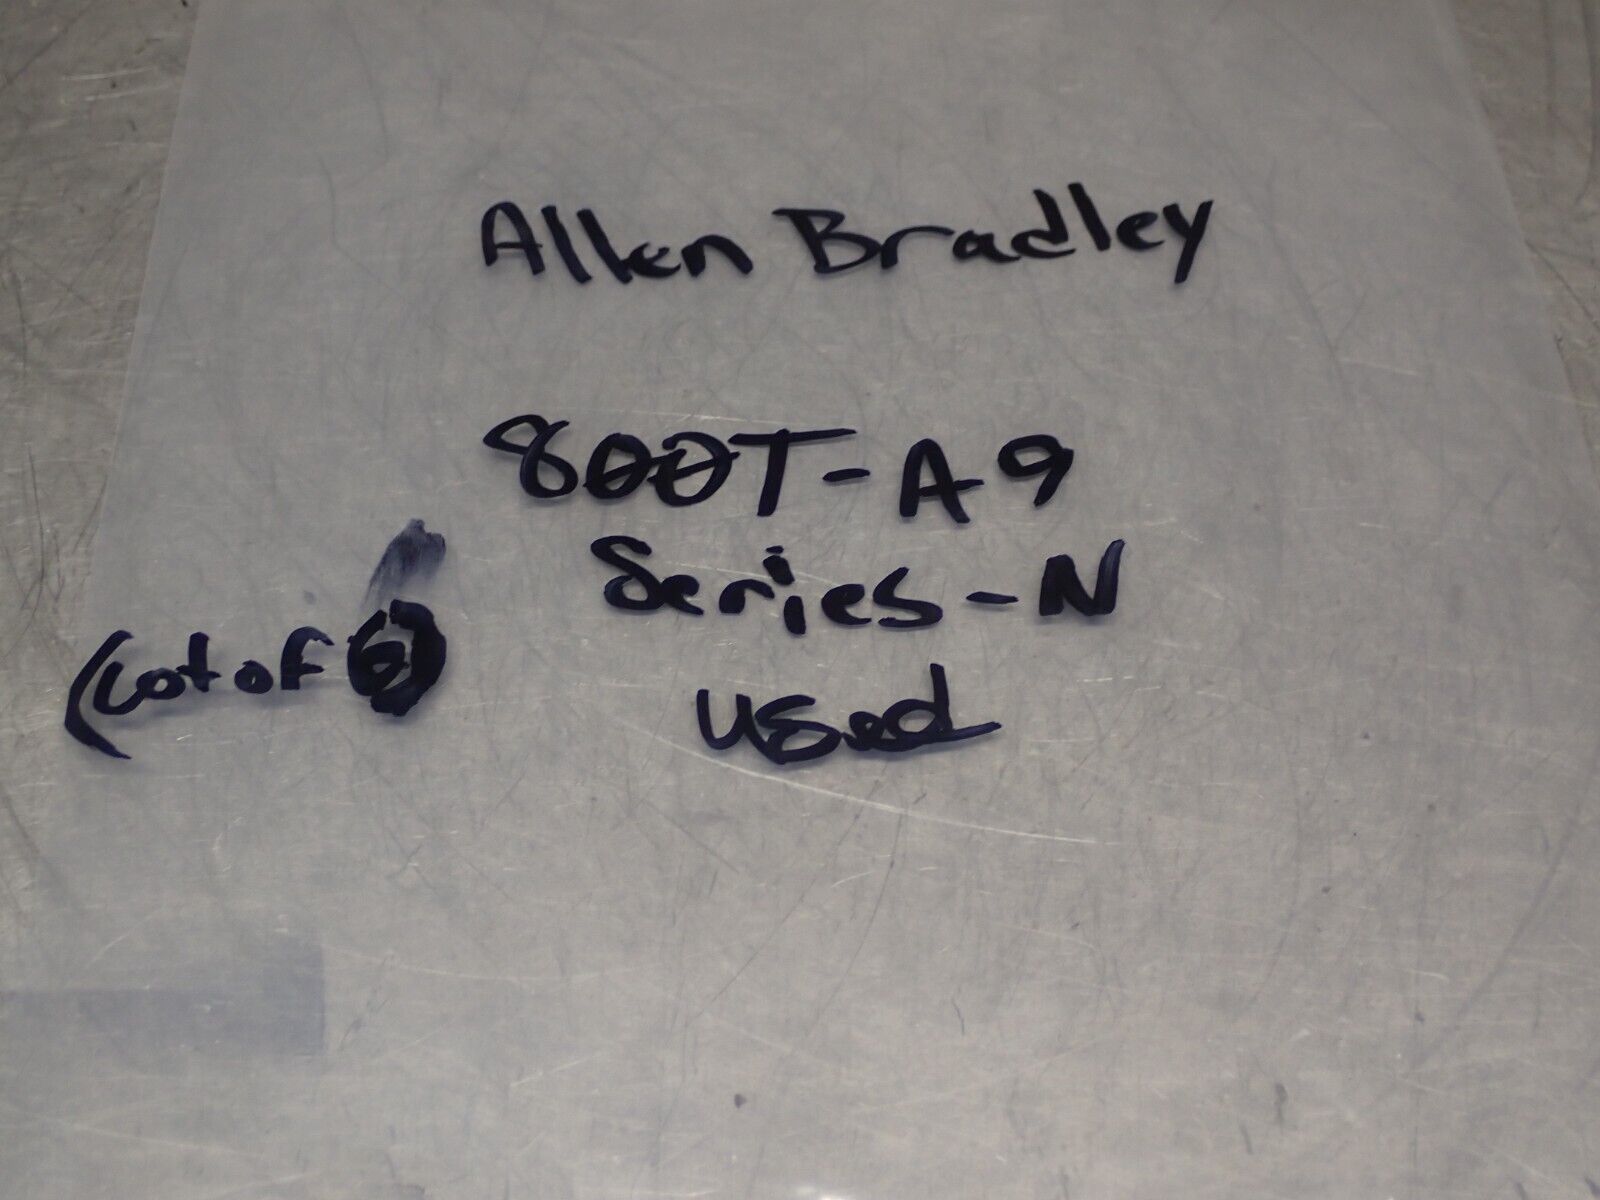 Allen Bradley
800T-A9
Series-N
(Lot of
Used